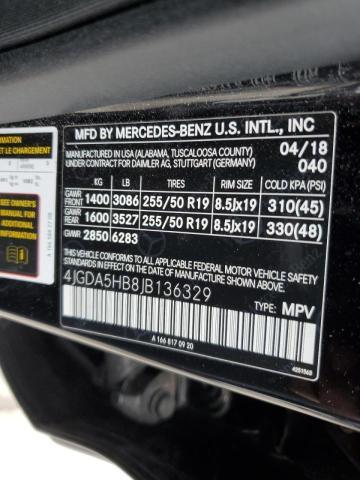 MFD BY MERCEDES-BENZ U.S. INTL., INC
MANUFACTURED IN USA (ALABAMA, TUSCALOOSA COUNTY) 04/18
UNDER CONTRACT FOR DAIMLER AG, STUTTGART (GERMANY) 040
KG LB TIRES RIM SIZE COLD KPA (PSI)
GAWR FRONT 1400 3086 255/50 R19 8.5Jx19 310(45)
GAWR REAR 1600 3527 255/50 R19 8.5Jx19 330(48)
GVWR 2850 6283
THIS VEHICLE CONFORMS TO ALL APPLICABLE U.S. FEDERAL MOTOR VEHICLE SAFETY STANDARDS IN EFFECT ON THE DATE OF MANUFACTURE SHOWN ABOVE.
4JGDA5HB8JB136329 TYPE: MPV
A 166 817 09 20
ET LE CHARGEMENT
SEE OWNER'S
MANUAL FOR
ADDITIONAL
INFORMATION